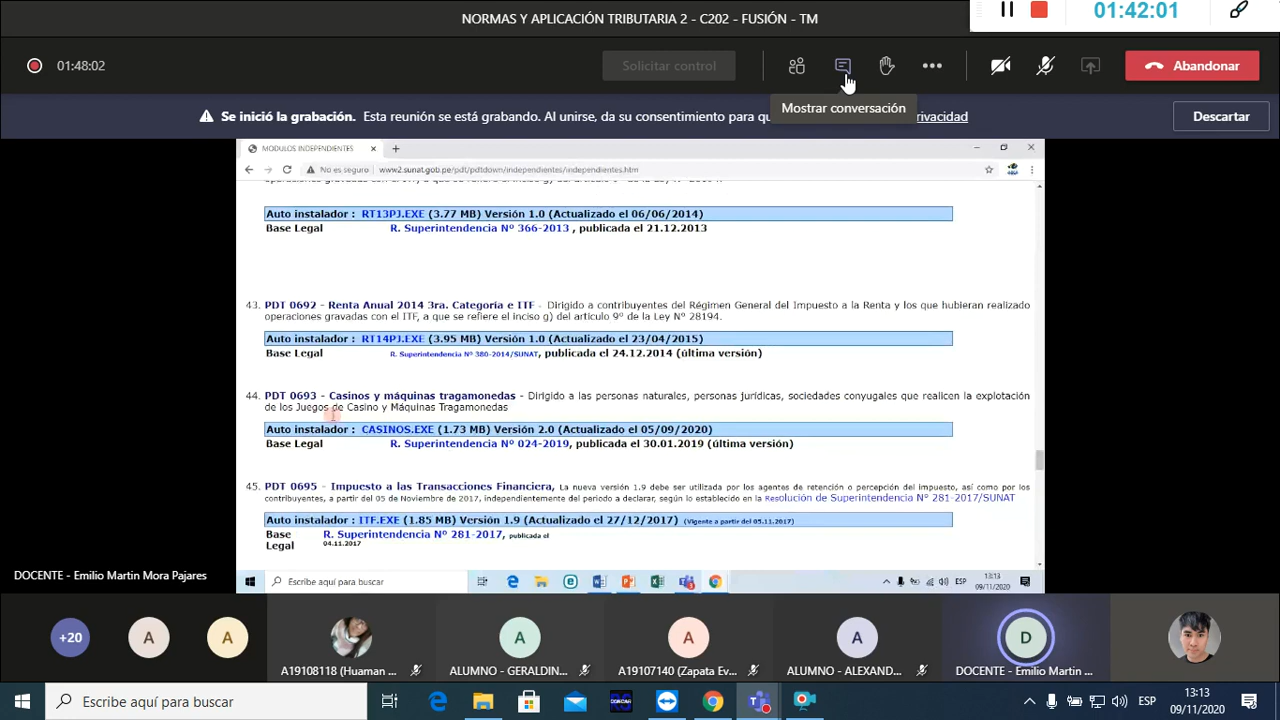 NORMAS Y APLICACIÓN TRIBUTARIA 2 - C202 - FUSIÓN - TM
01:42:01
01:48:02
Solicitar control
Abandonar
Mostrar conversación
Se inició la grabación. Esta reunión se está grabando. Al unirse, da su consentimiento para qu
rivacidad
Descartar
MODULOS INDEPENDIENTES
No es seguro
www2.sunat.gob.pe/pdt/pdtdown/independientes/independientes.htm
Auto instalador : RT13PJ.EXE (3.77 MB) Versión 1.0 (Actualizado el 06/06/2014)
Base Legal R. Superintendencia Nº 366-2013 , publicada el 21.12.2013
43. PDT 0692 - Renta Anual 2014 3ra. Categoría e ITF - Dirigido a contribuyentes del Régimen General del Impuesto a la Renta y los que hubieran realizado
operaciones gravadas con el ITF, a que se refiere el inciso g) del artículo 9º de la Ley N° 28194.
Auto instalador : RT14PJ.EXE (3.95 MB) Versión 1.0 (Actualizado el 23/04/2015)
Base Legal R. Superintendencia Nº 380-2014/SUNAT, publicada el 24.12.2014 (última versión)
44. PDT 0693 - Casinos y máquinas tragamonedas - Dirigido a las personas naturales, personas jurídicas, sociedades conyugales que realicen la explotación
de los Juegos de Casino y Máquinas Tragamonedas
Auto instalador : CASINOS.EXE (1.73 MB) Versión 2.0 (Actualizado el 05/09/2020)
Base Legal R. Superintendencia Nº 024-2019, publicada el 30.01.2019 (última versión)
45. PDT 0695 - Impuesto a las Transacciones Financiera, La nueva versión 1.9 debe ser utilizada por los agentes de retención o percepción del impuesto, así como por los
contribuyentes, a partir del 05 de Noviembre de 2017, independientemente del periodo a declarar, según lo establecido en la Resolución de Superintendencia N° 281-2017/SUNAT
Auto instalador : ITF.EXE (1.85 MB) Versión 1.9 (Actualizado el 27/12/2017) (Vigente a partir del 05.11.2017)
Base Legal R. Superintendencia Nº 281-2017, publicada el
04.11.2017
Escribe aquí para buscar
ESP
13:13
09/11/2020
DOCENTE - Emilio Martin Mora Pajares
+20
A
A
A
A
D
A19108118 (Huaman ...
ALUMNO - GERALDIN...
A19107140 (Zapata Ev...
ALUMNO - ALEXAND...
DOCENTE - Emilio Martin ...
Escribe aquí para buscar
ESP
13:13
09/11/2020